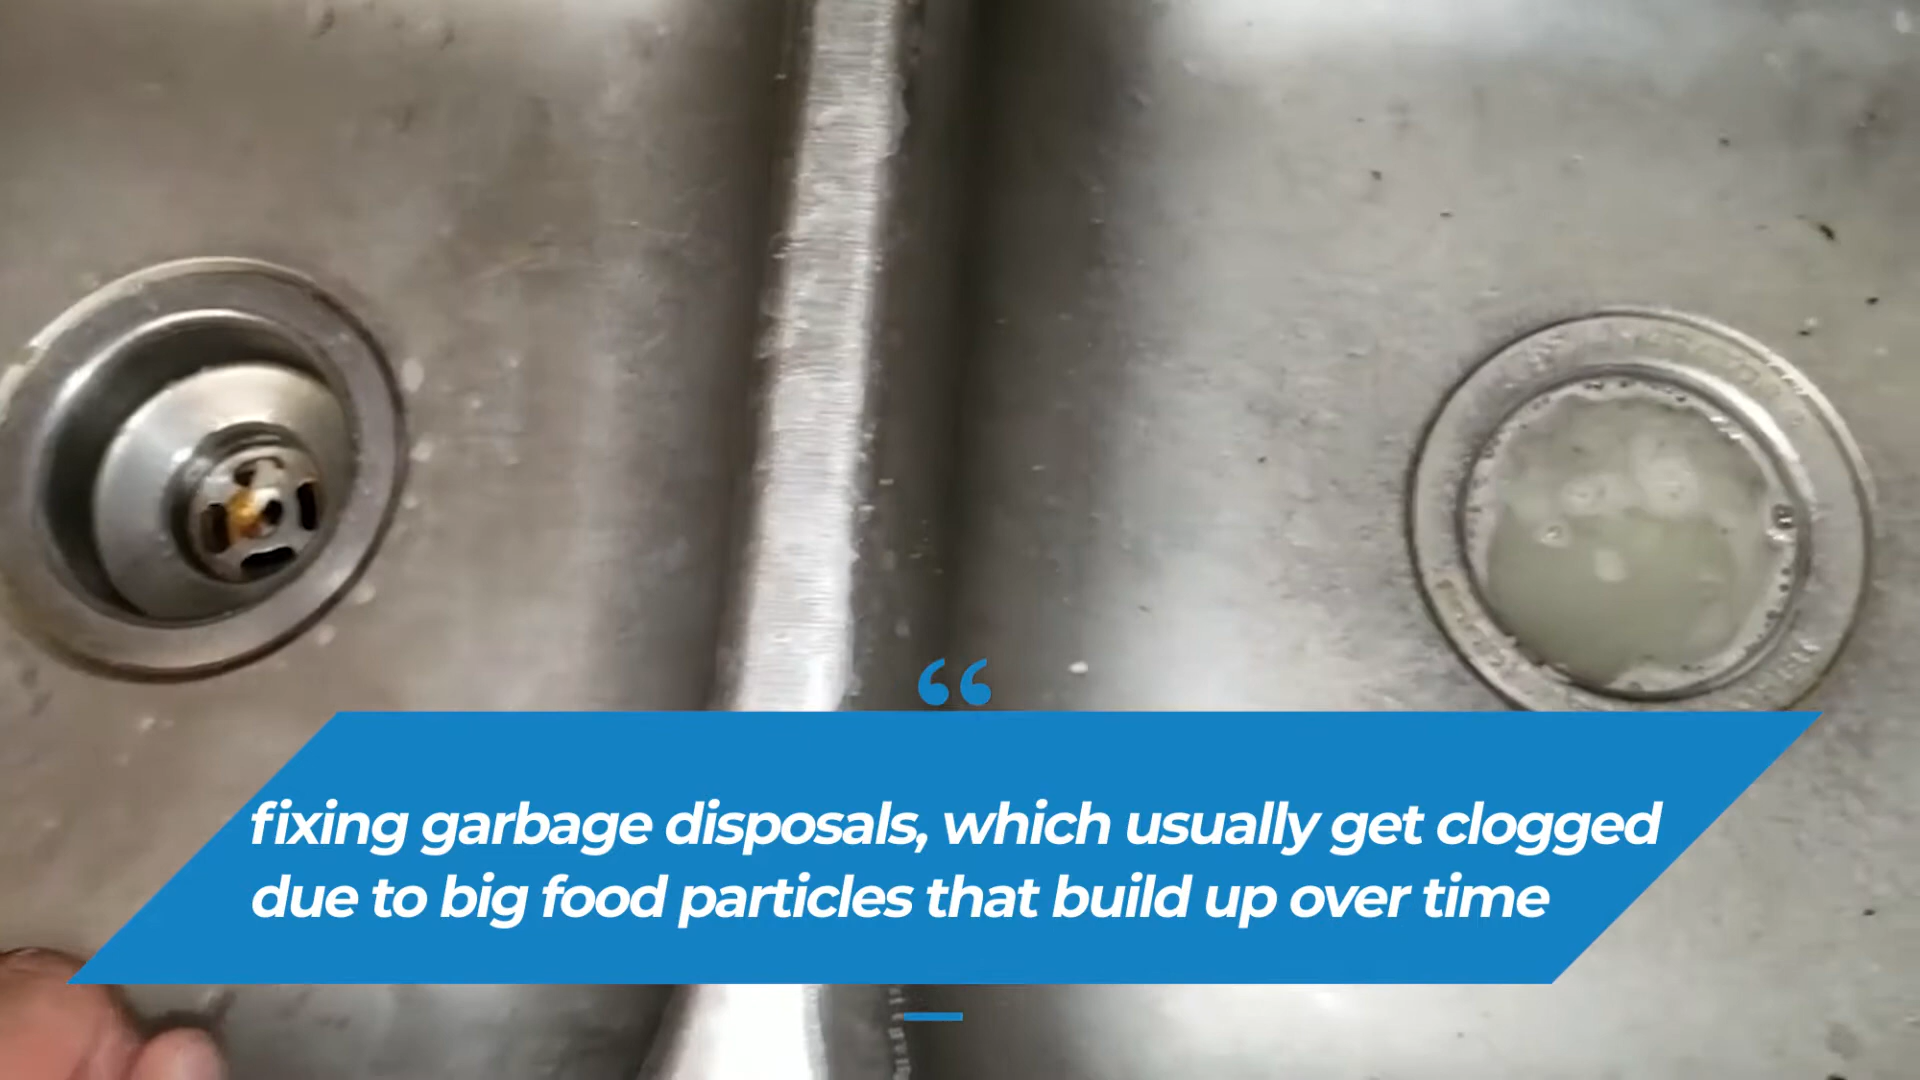 “
fixing garbage disposals, which usually get clogged
due to big food particles that build up over time